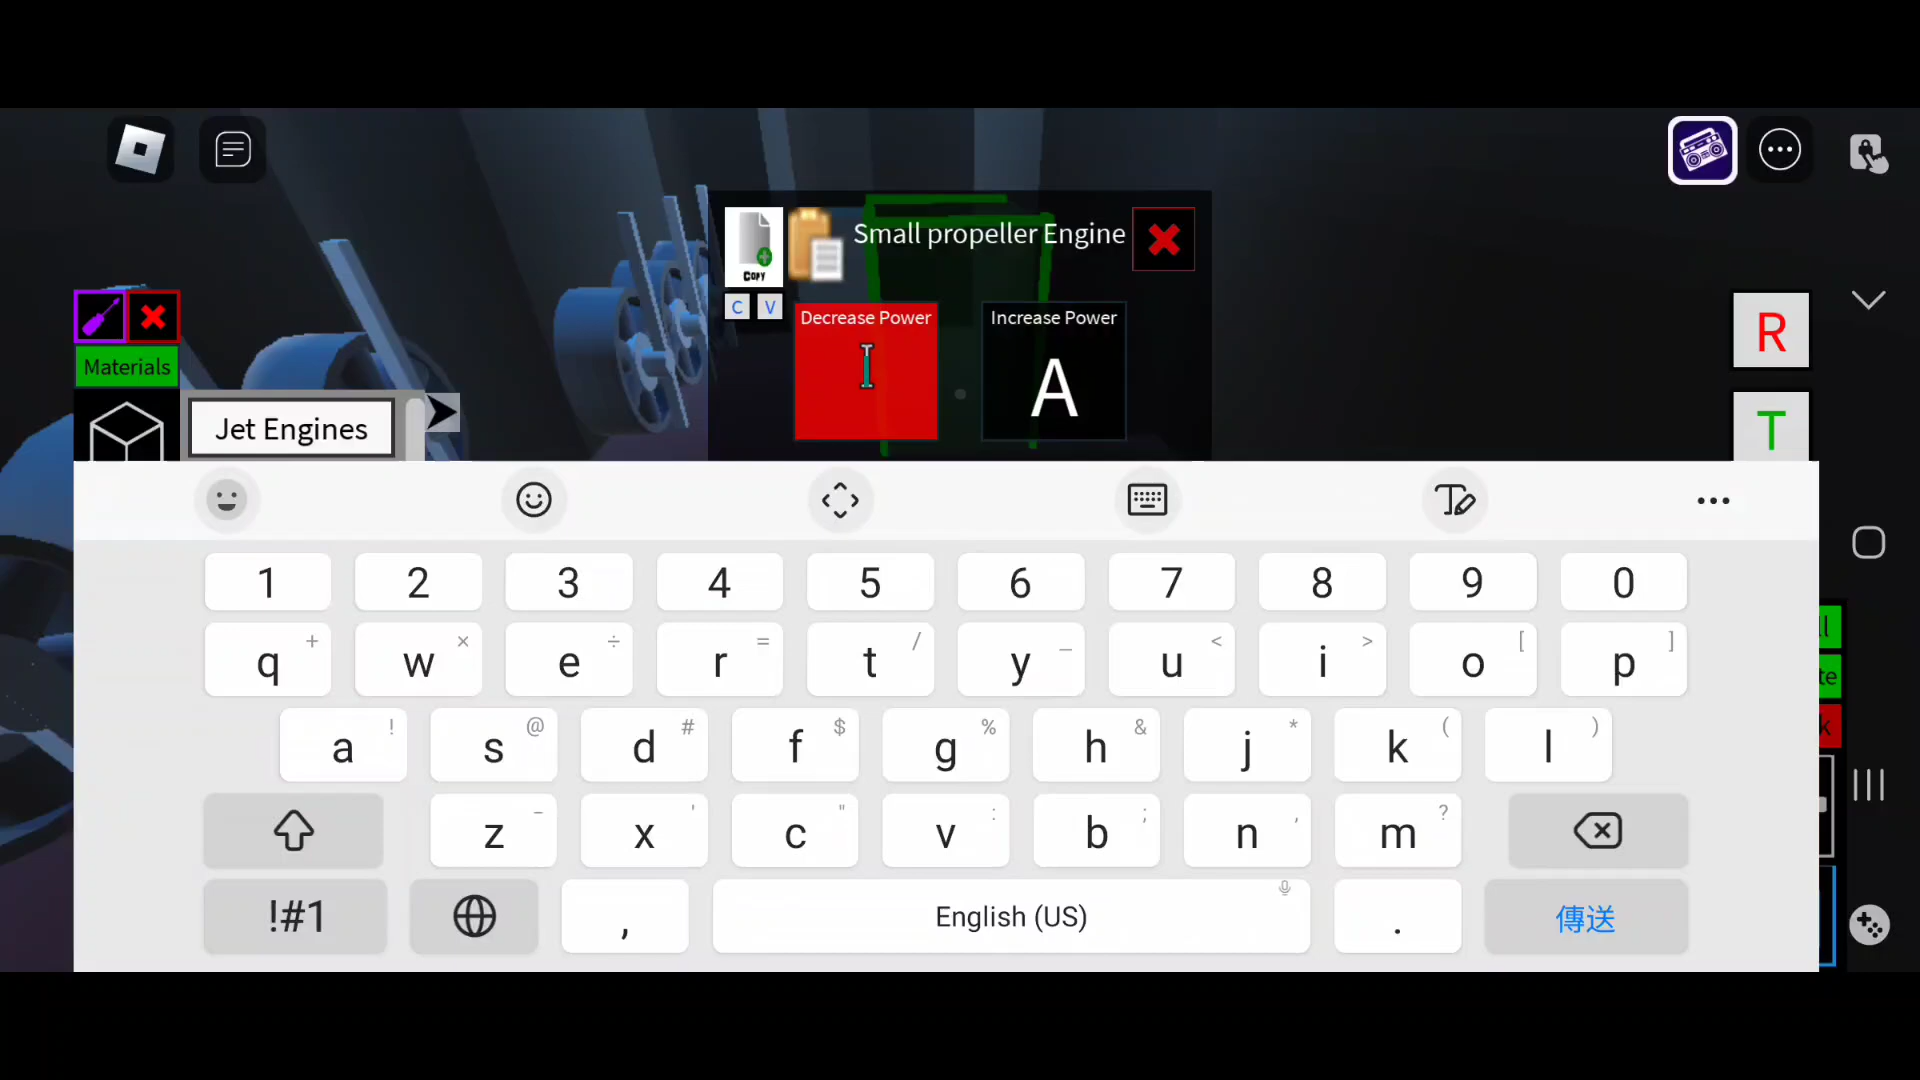 Small propeller Engine
COPY
C V
Decrease Power
Increase Power
A
Materials
Jet Engines
R
T
1 2 3 4 5 6 7 8 9 0
q + w × e ÷ r = t / y _ u < i > o [ p ]
a ! s @ d # f $ g % h & j * k ( l )
z - x ' c " v : b ; n , m ?
!#1 , English (US) . 傳送